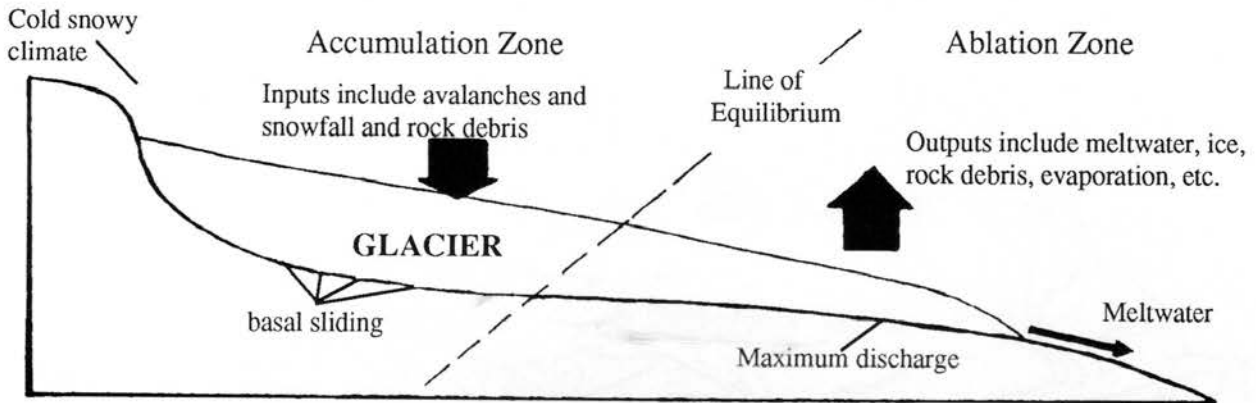 Cold snowy
climate
Accumulation Zone
Ablation Zone
Inputs include avalanches and
snowfall and rock debris
Line of
Equilibrium
Outputs include meltwater, ice,
rock debris, evaporation, etc.
GLACIER
basal sliding
Maximum discharge
Meltwater